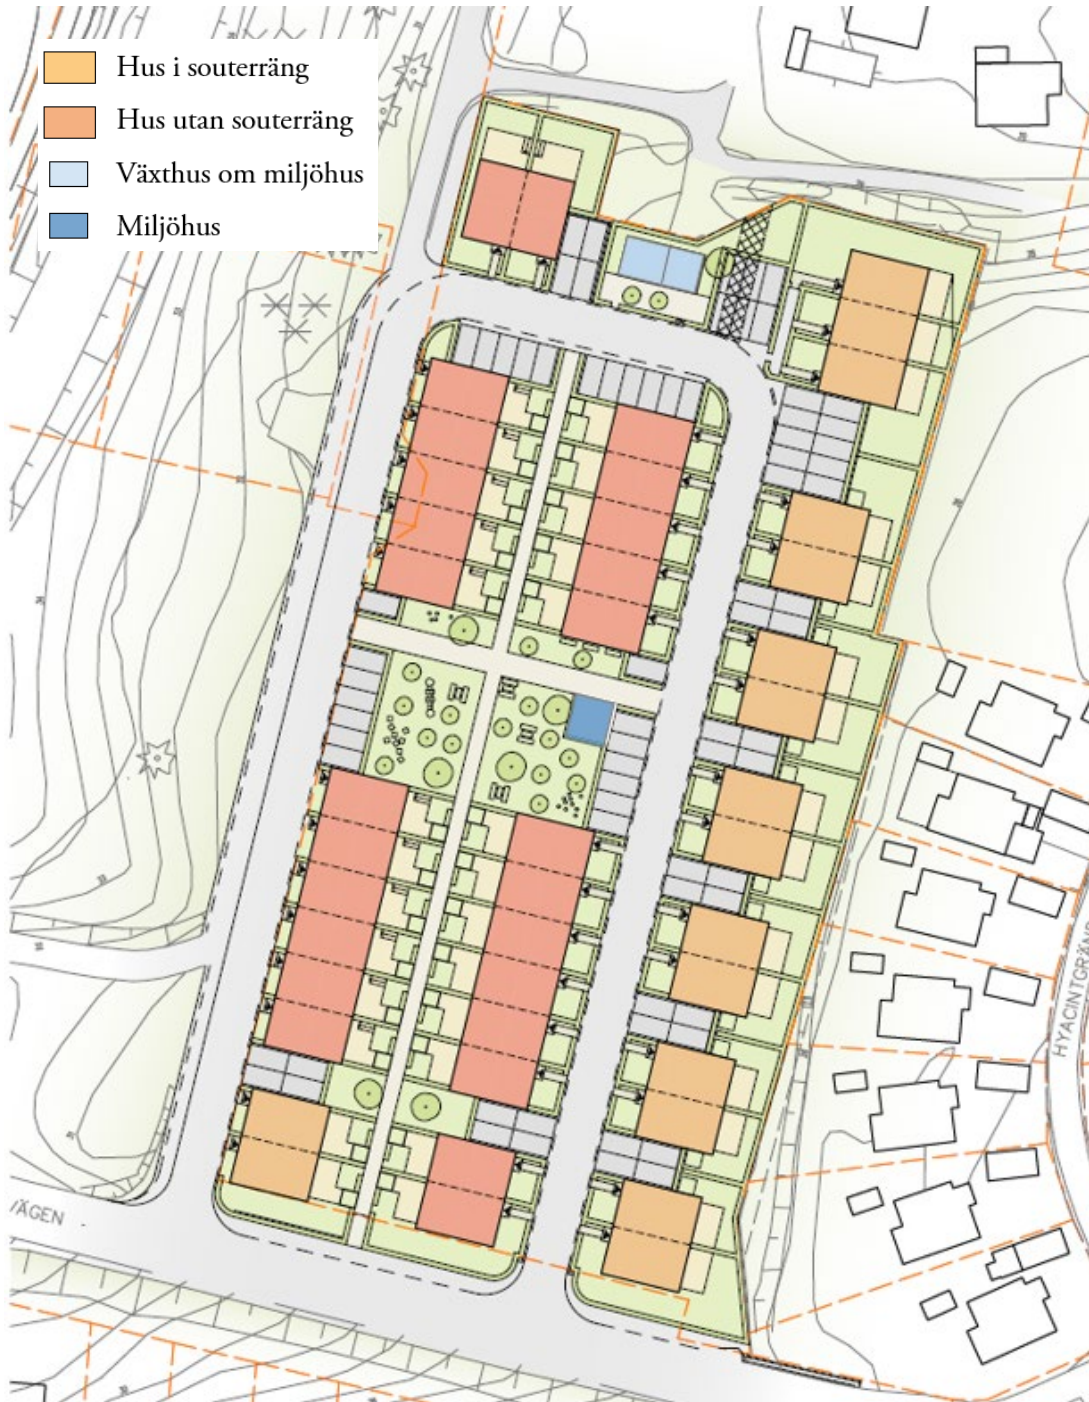 Hus i souterräng
Hus utan souterräng
Växthus om miljöhus
Miljöhus
HYACINTGRÄN
VÄGEN